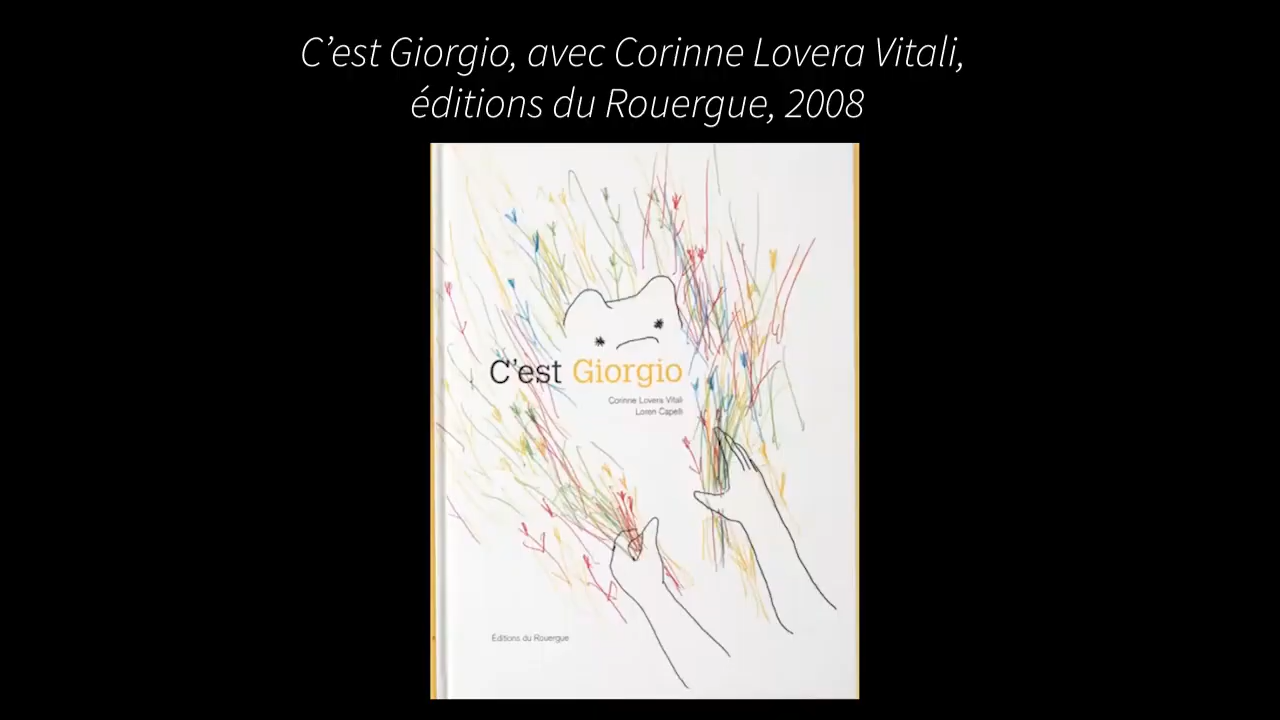 C’est Giorgio, avec Corinne Lovera Vitali,
éditions du Rouergue, 2008
C’est Giorgio
Corinne Lovera Vitali
Loren Capelli
Éditions du Rouergue